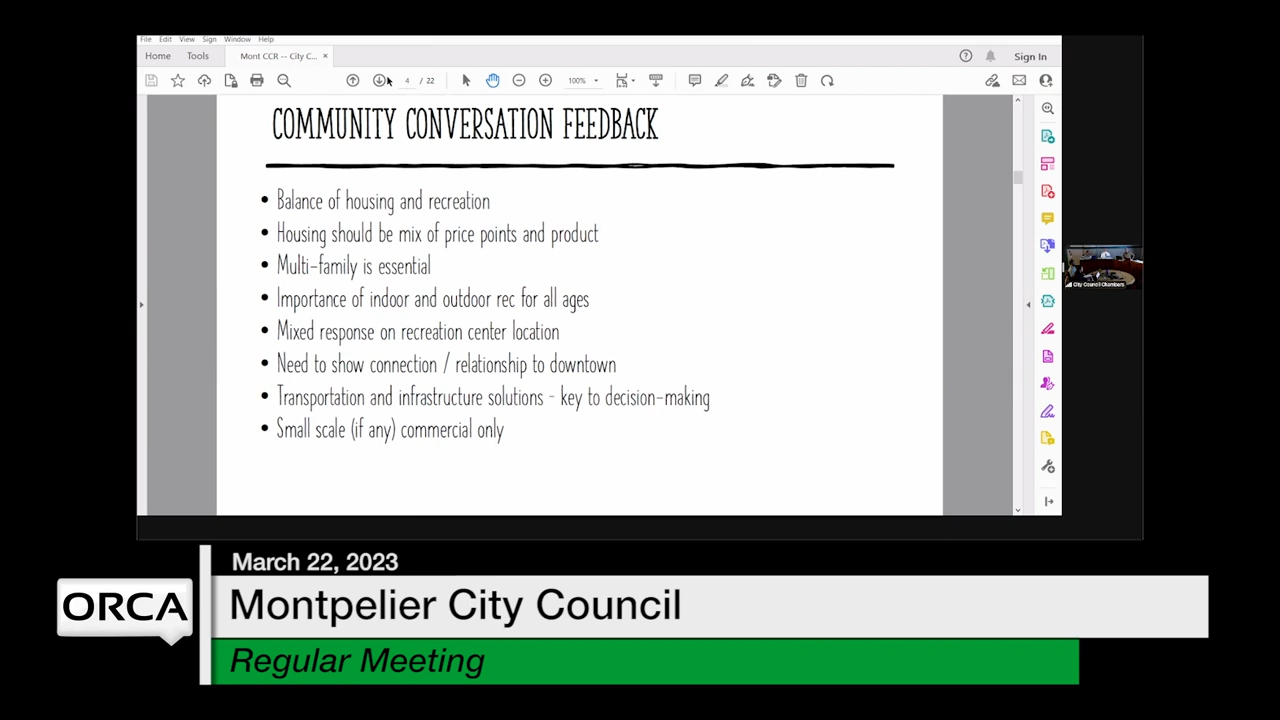 File Edit View Sign Window Help
Home Tools Mont CCR -- City C... × Sign In
4 / 22 100%
COMMUNITY CONVERSATION FEEDBACK
• Balance of housing and recreation
• Housing should be mix of price points and product
• Multi-family is essential
• Importance of indoor and outdoor rec for all ages
• Mixed response on recreation center location
• Need to show connection / relationship to downtown
• Transportation and infrastructure solutions - key to decision-making
• Small scale (if any) commercial only
City Council Chambers
March 22, 2023
ORCA
Montpelier City Council
Regular Meeting